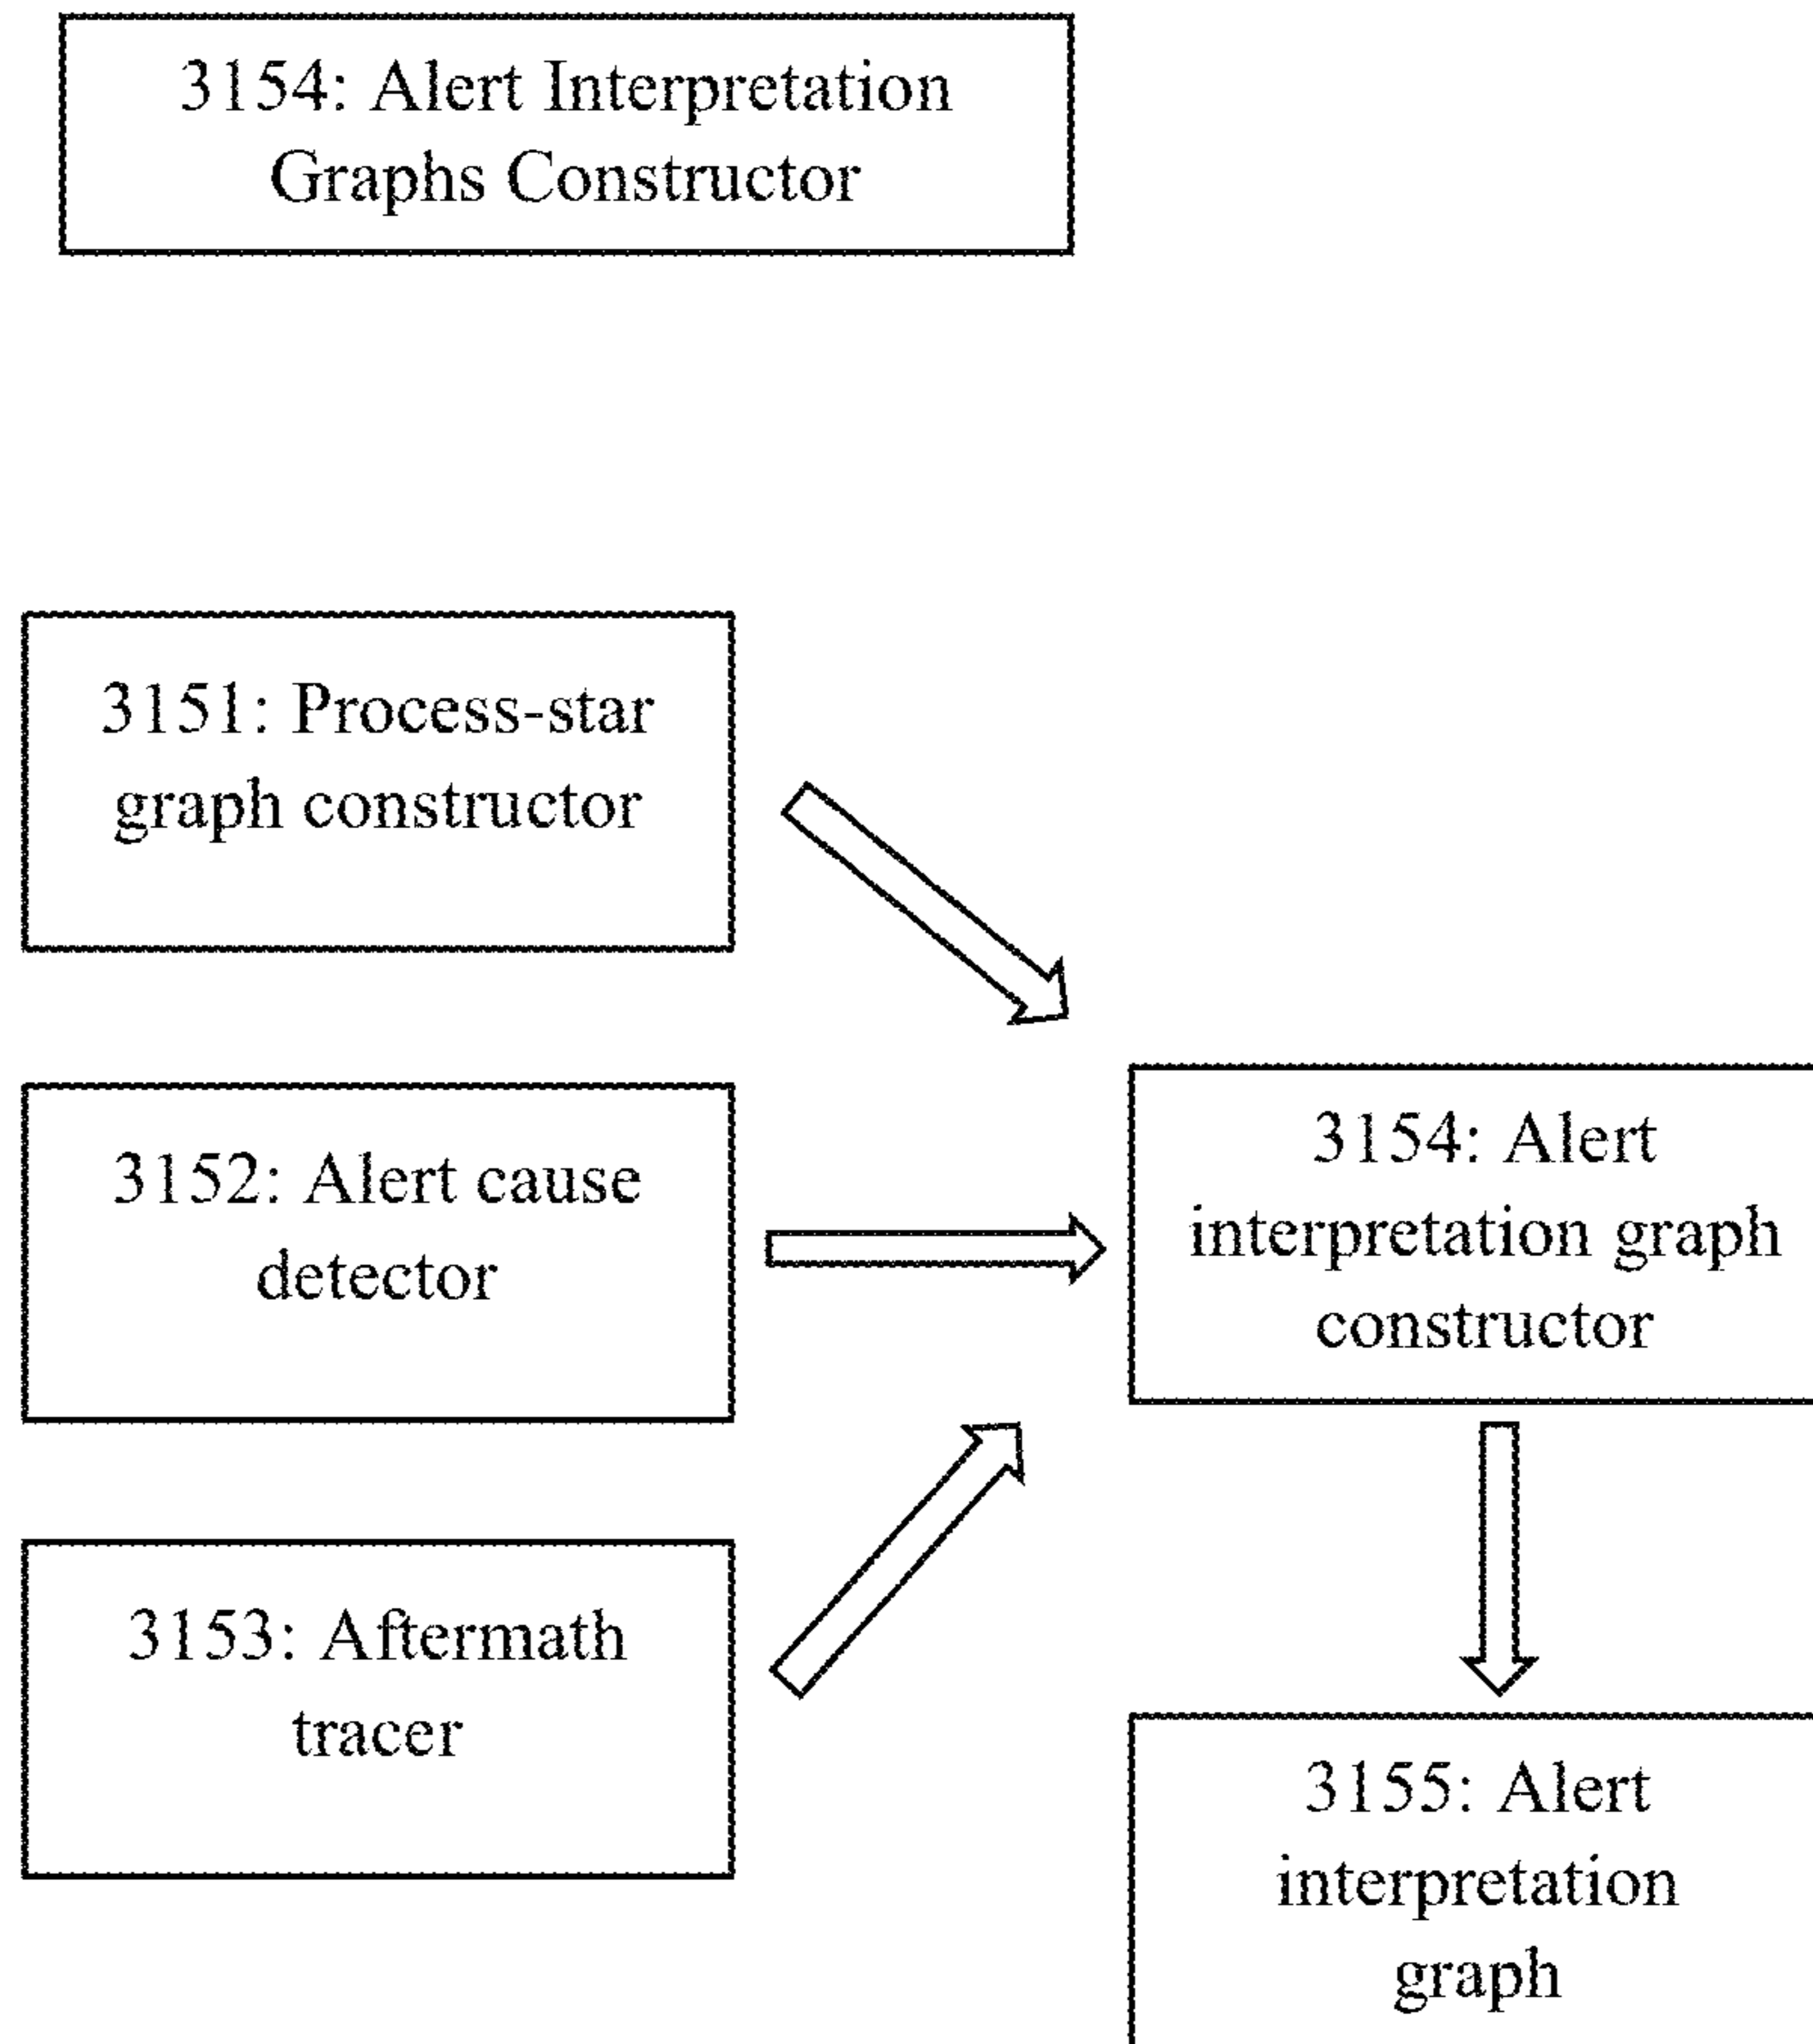 3154: Alert Interpretation
Graphs Constructor
3151: Process-star
graph constructor
3152: Alert cause
detector
3153: Aftermath
tracer
3154: Alert
interpretation graph
constructor
3155: Alert
interpretation
graph